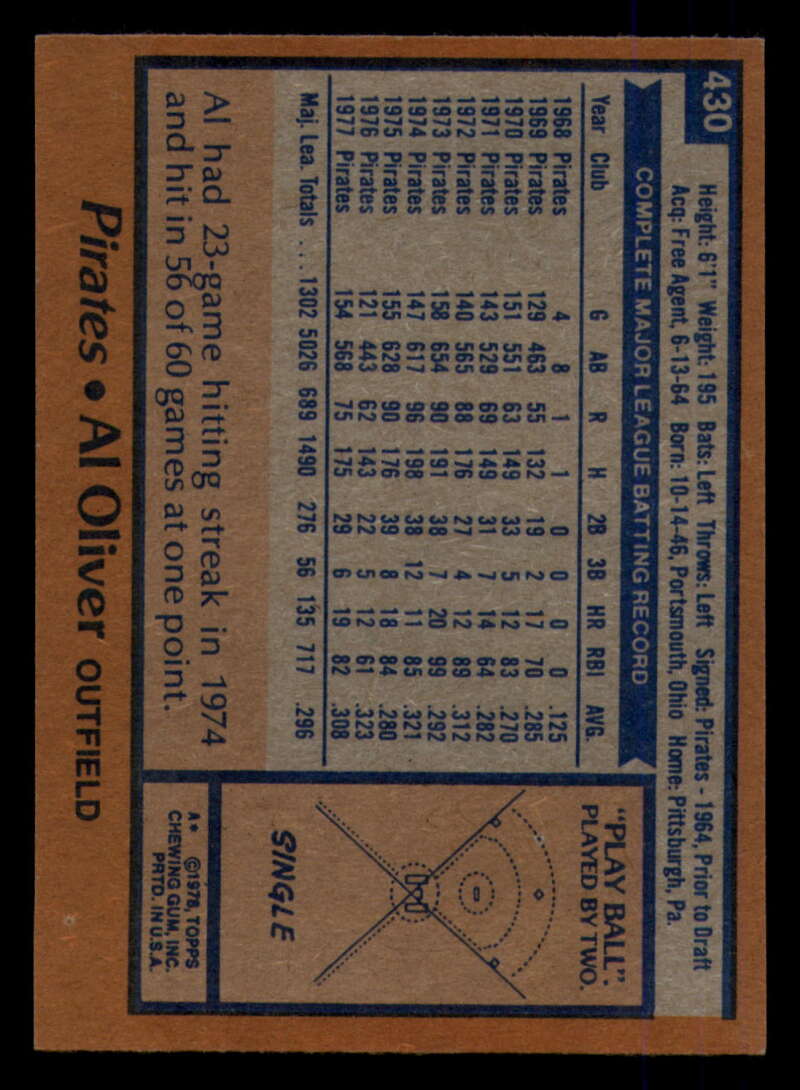 430
Height: 6'1" Weight: 195 Bats: Left Throws: Left Signed: Pirates - 1964, Prior to Draft
Acq: Free Agent, 6-13-64 Born: 10-14-46, Portsmouth, Ohio Home: Pittsburgh, Pa.
COMPLETE MAJOR LEAGUE BATTING RECORD
Year Club G AB R H 2B 3B HR RBI AVG.
1968 Pirates 4 8 1 1 0 0 0 0 .125
1969 Pirates 129 463 55 132 19 2 17 70 .285
1970 Pirates 151 551 63 149 33 5 12 83 .270
1971 Pirates 143 529 69 149 31 7 14 64 .282
1972 Pirates 140 565 88 176 27 4 12 89 .312
1973 Pirates 158 654 90 191 38 7 20 99 .292
1974 Pirates 147 617 96 198 38 12 11 85 .321
1975 Pirates 155 628 90 176 39 8 18 84 .280
1976 Pirates 121 443 62 143 22 5 12 61 .323
1977 Pirates 154 568 75 175 29 6 19 82 .308
Maj. Lea. Totals ... 1302 5026 689 1490 276 56 135 717 .296
Al had 23-game hitting streak in 1974
and hit in 56 of 60 games at one point.
"PLAY BALL":
PLAYED BY TWO.
SINGLE
A* ©1978, TOPPS
CHEWING GUM, INC.
PRTD. IN U.S.A.
Pirates • Al Oliver OUTFIELD